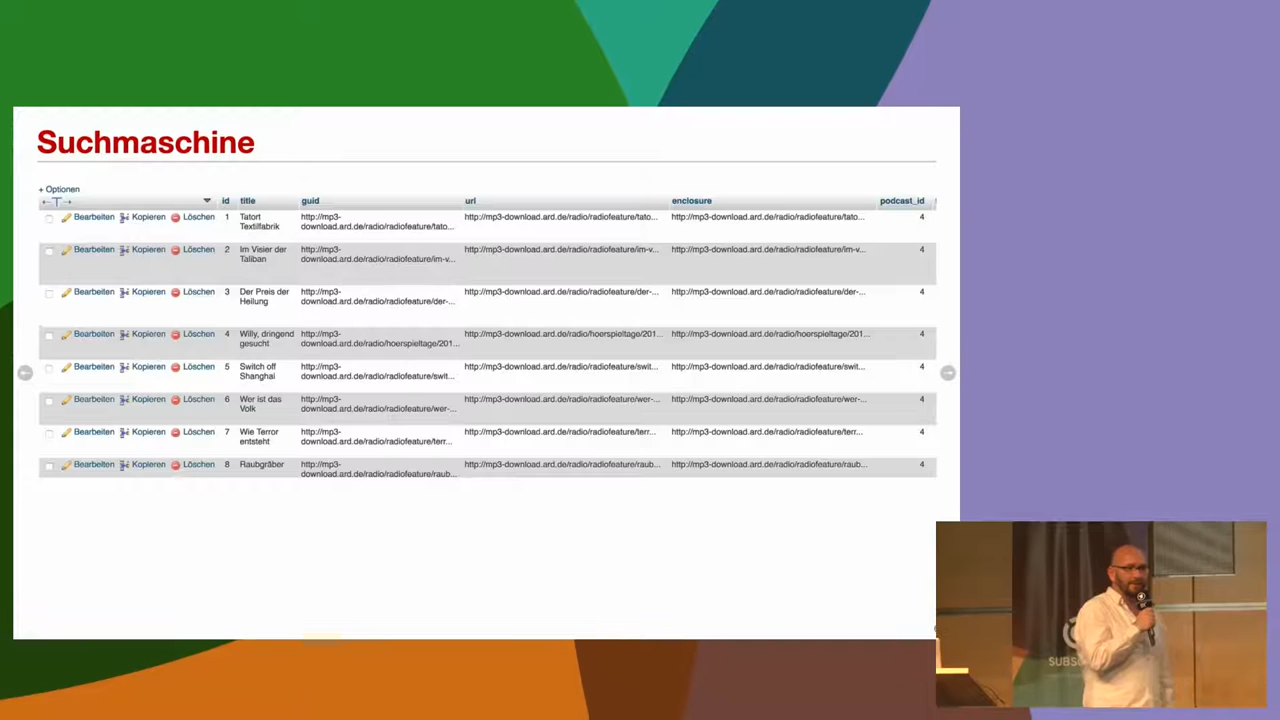 Suchmaschine
+ Optionen
←T→ id title guid url enclosure podcast_id
Bearbeiten Kopieren Löschen 1 Tatort http://mp3- http://mp3-download.ard.de/radio/radiofeature/tato... http://mp3-download.ard.de/radio/radiofeature/tato... 4
Textilfabrik download.ard.de/radio/radiofeature/tato...
Bearbeiten Kopieren Löschen 2 Im Visier der http://mp3- http://mp3-download.ard.de/radio/radiofeature/im-v... http://mp3-download.ard.de/radio/radiofeature/im-v... 4
Taliban download.ard.de/radio/radiofeature/im-v...
Bearbeiten Kopieren Löschen 3 Der Preis der http://mp3- http://mp3-download.ard.de/radio/radiofeature/der-... http://mp3-download.ard.de/radio/radiofeature/der-... 4
Heilung download.ard.de/radio/radiofeature/der-...
Bearbeiten Kopieren Löschen 4 Willy, dringend http://mp3- http://mp3-download.ard.de/radio/hoerspieltage/201... http://mp3-download.ard.de/radio/hoerspieltage/201... 4
gesucht download.ard.de/radio/hoerspieltage/201...
Bearbeiten Kopieren Löschen 5 Switch off http://mp3- http://mp3-download.ard.de/radio/radiofeature/swit... http://mp3-download.ard.de/radio/radiofeature/swit... 4
Shanghai download.ard.de/radio/radiofeature/swit...
Bearbeiten Kopieren Löschen 6 Wer ist das http://mp3- http://mp3-download.ard.de/radio/radiofeature/wer-... http://mp3-download.ard.de/radio/radiofeature/wer-... 4
Volk download.ard.de/radio/radiofeature/wer-...
Bearbeiten Kopieren Löschen 7 Wie Terror http://mp3- http://mp3-download.ard.de/radio/radiofeature/terr... http://mp3-download.ard.de/radio/radiofeature/terr... 4
entsteht download.ard.de/radio/radiofeature/terr...
Bearbeiten Kopieren Löschen 8 Raubgräber http://mp3- http://mp3-download.ard.de/radio/radiofeature/raub... http://mp3-download.ard.de/radio/radiofeature/raub... 4
download.ard.de/radio/radiofeature/raub...